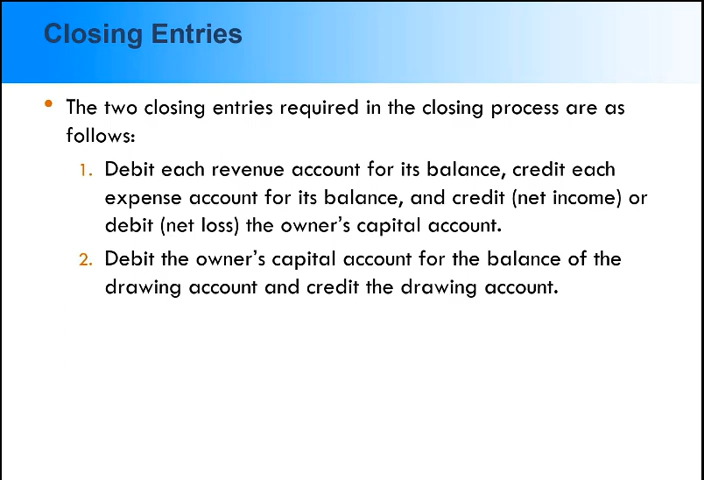 Closing Entries
• The two closing entries required in the closing process are as
follows:
1. Debit each revenue account for its balance, credit each
expense account for its balance, and credit (net income) or
debit (net loss) the owner's capital account.
2. Debit the owner's capital account for the balance of the
drawing account and credit the drawing account.